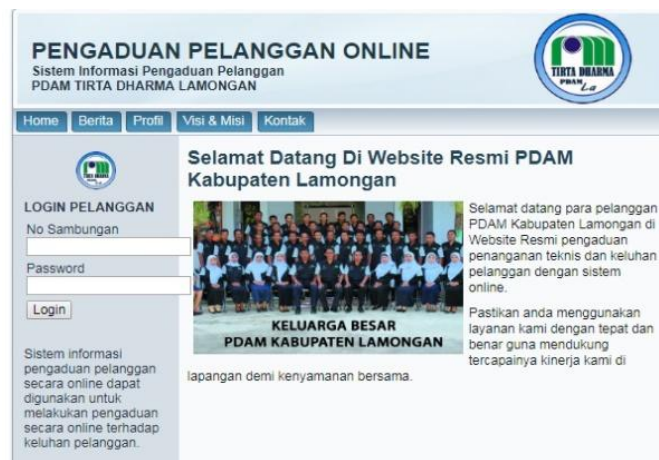 PENGADUAN PELANGGAN ONLINE
Sistem Informasi Pengaduan Pelanggan
PDAM TIRTA DHARMA LAMONGAN
TIRTA DHARMA
PDAM
La
Home Berita Profil Visi & Misi Kontak
TIRTA DHARMA
LOGIN PELANGGAN
No Sambungan
Password
Login
Sistem informasi
pengaduan pelanggan
secara online dapat
digunakan untuk
melakukan pengaduan
secara online terhadap
keluhan pelanggan.
Selamat Datang Di Website Resmi PDAM
Kabupaten Lamongan
KELUARGA BESAR
PDAM KABUPATEN LAMONGAN
Selamat datang para pelanggan
PDAM Kabupaten Lamongan di
Website Resmi pengaduan
penanganan teknis dan keluhan
pelanggan dengan sistem
online.
Pastikan anda menggunakan
layanan kami dengan tepat dan
benar guna mendukung
tercapainya kinerja kami di
lapangan demi kenyamanan bersama.